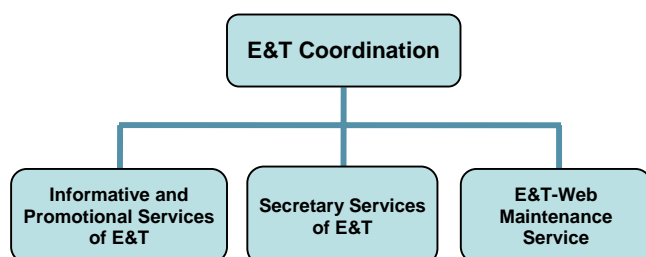 E&T Coordination
Informative and
Promotional Services
of E&T
Secretary Services
of E&T
E&T-Web
Maintenance
Service